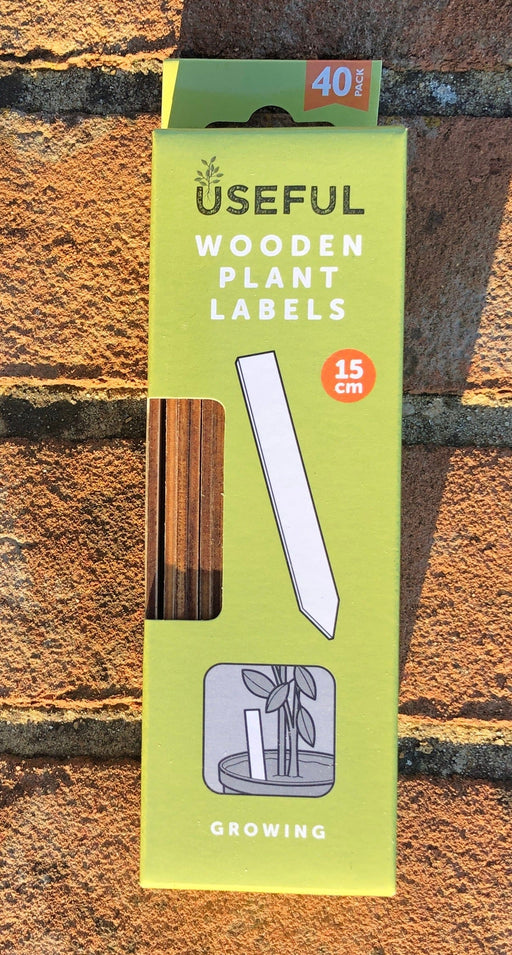 40
PACK
USEFUL
WOODEN
PLANT
LABELS
15
cm
GROWING